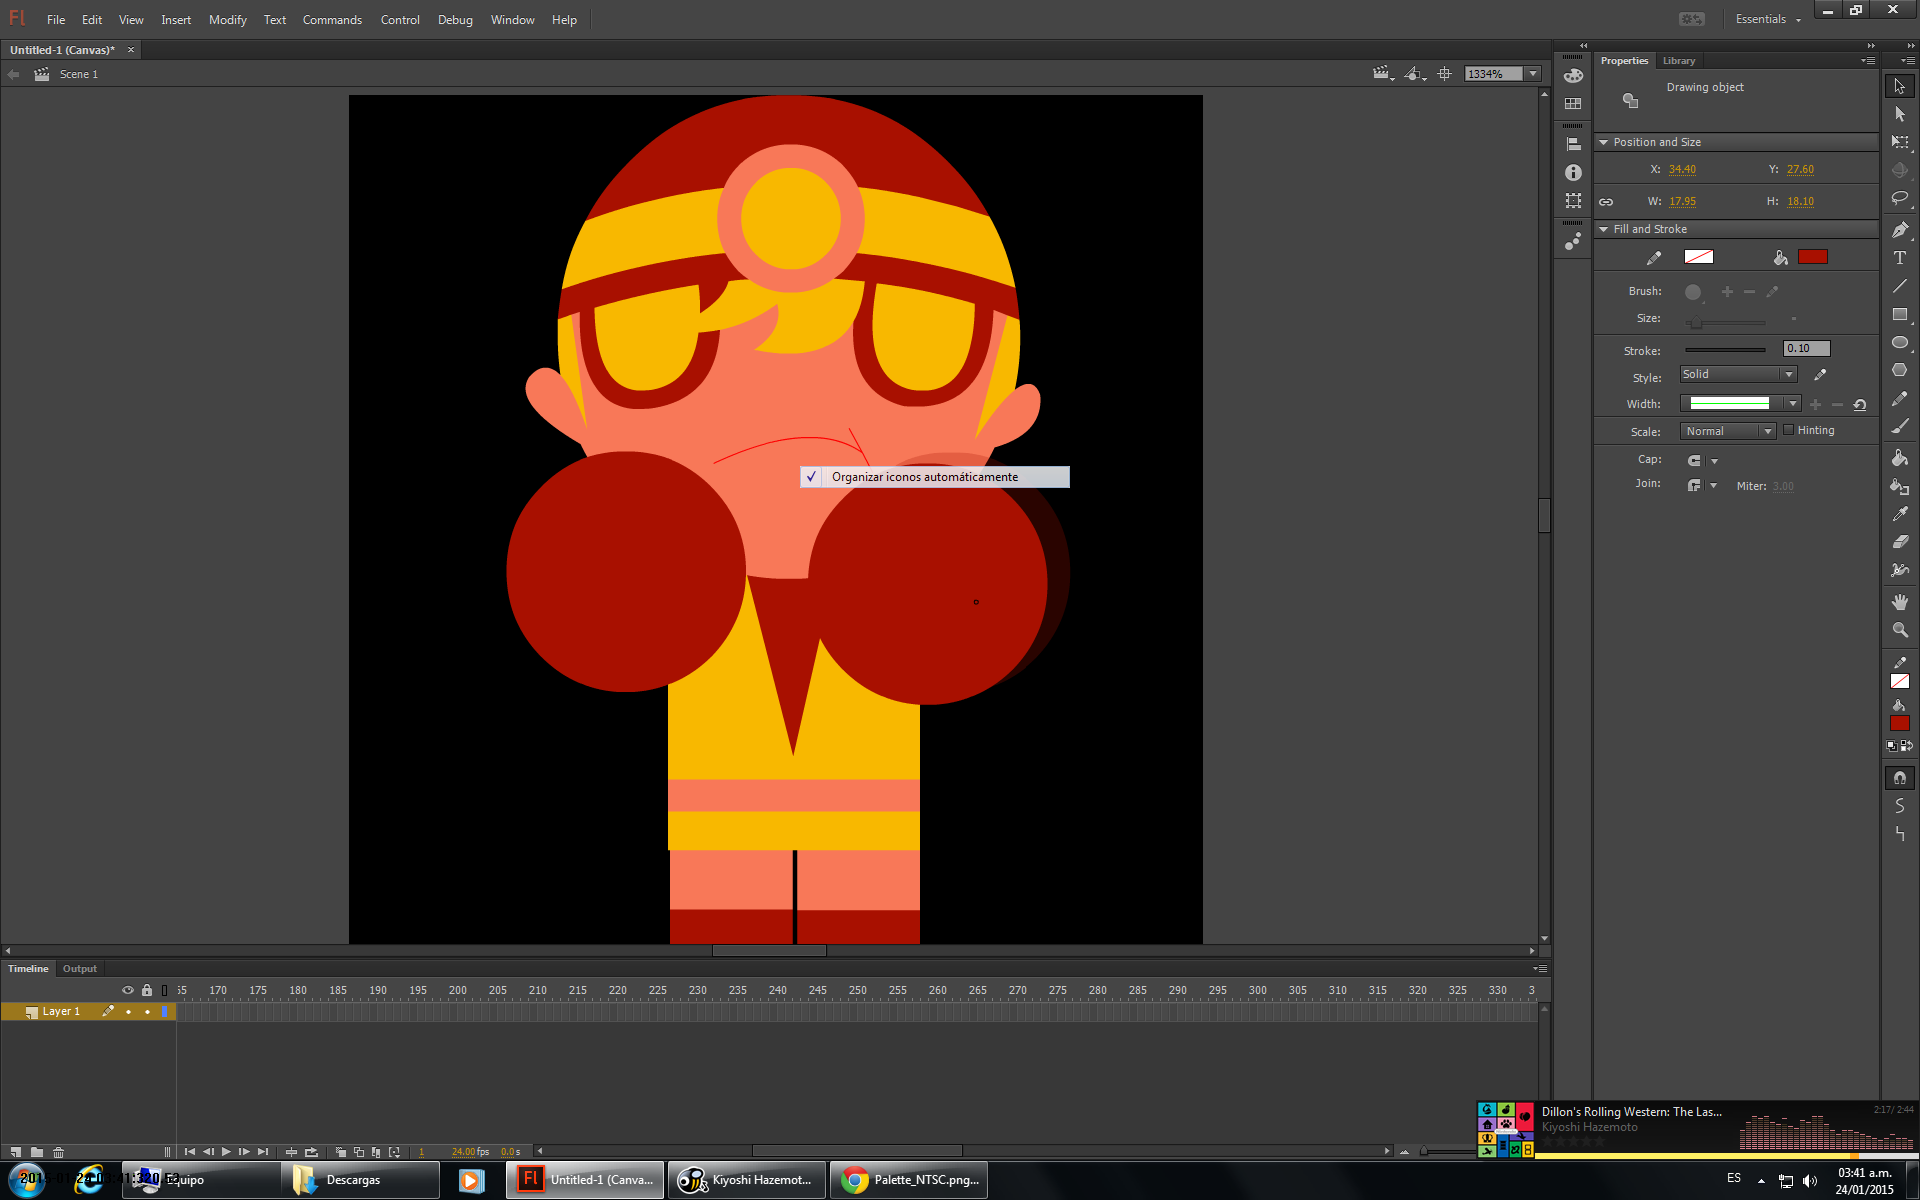 Fl File Edit View Insert Modify Text Commands Control Debug Window Help
Essentials
Untitled-1 (Canvas)* ×
Scene 1
1334%
Properties Library
Drawing object
Position and Size
X: 34.40 Y: 27.60
W: 17.95 H: 18.10
Fill and Stroke
Brush:
Size:
Stroke: 0.10
Style: Solid
Width:
Scale: Normal Hinting
Cap:
Join: Miter: 3.00
✓ Organizar iconos automáticamente
Timeline Output
65 170 175 180 185 190 195 200 205 210 215 220 225 230 235 240 245 250 255 260 265 270 275 280 285 290 295 300 305 310 315 320 325 330 3
Layer 1
1 24.00 fps 0.0 s
Dillon's Rolling Western: The Las...
2:17/ 2:44
Kiyoshi Hazemoto
Equipo
Descargas
Fl Untitled-1 (Canva...
Kiyoshi Hazemot...
Palette_NTSC.png...
ES
03:41 a.m.
24/01/2015